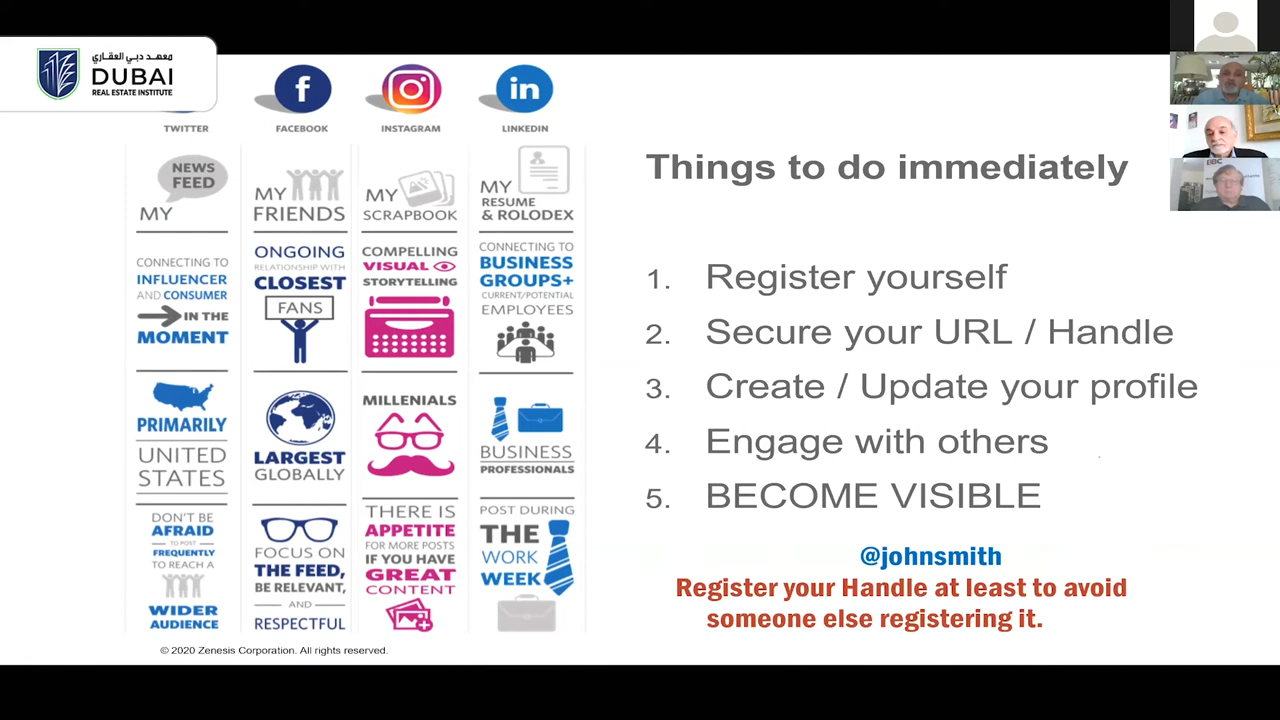 معهد دبي العقاري
DUBAI
REAL ESTATE INSTITUTE
TWITTER
FACEBOOK
INSTAGRAM
LINKEDIN
NEWS
FEED
MY
MY
FRIENDS
MY
SCRAPBOOK
MY
RESUME
& ROLODEX
CONNECTING TO
INFLUENCER
AND CONSUMER
IN THE
MOMENT
ONGOING
RELATIONSHIP WITH
CLOSEST
FANS
COMPELLING
VISUAL
STORYTELLING
CONNECTING TO
BUSINESS
GROUPS+
CURRENT/POTENTIAL
EMPLOYEES
PRIMARILY
UNITED
STATES
LARGEST
GLOBALLY
MILLENIALS
BUSINESS
PROFESSIONALS
DON'T BE
AFRAID
TO POST
FREQUENTLY
TO REACH A
WIDER
AUDIENCE
FOCUS ON
THE FEED,
BE RELEVANT,
AND
RESPECTFUL
THERE IS
APPETITE
FOR MORE POSTS
IF YOU HAVE
GREAT
CONTENT
POST DURING
THE
WORK
WEEK
© 2020 Zenesis Corporation. All rights reserved.
Things to do immediately
1. Register yourself
2. Secure your URL / Handle
3. Create / Update your profile
4. Engage with others
5. BECOME VISIBLE
@johnsmith
Register your Handle at least to avoid
someone else registering it.